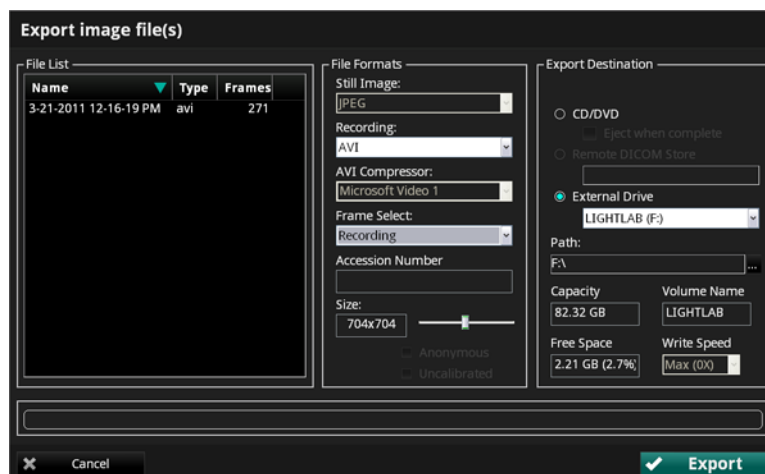 Export image file(s)
File List
Name Type Frames
3-21-2011 12-16-19 PM avi 271
File Formats
Still Image:
JPEG
Recording:
AVI
AVI Compressor:
Microsoft Video 1
Frame Select:
Recording
Accession Number
Size:
704x704
Anonymous
Uncalibrated
Export Destination
CD/DVD
Eject when complete
Remote DICOM Store
External Drive
LIGHTLAB (F:)
Path:
F:\
...
Capacity Volume Name
82.32 GB LIGHTLAB
Free Space Write Speed
2.21 GB (2.7%) Max (0X)
Cancel
Export